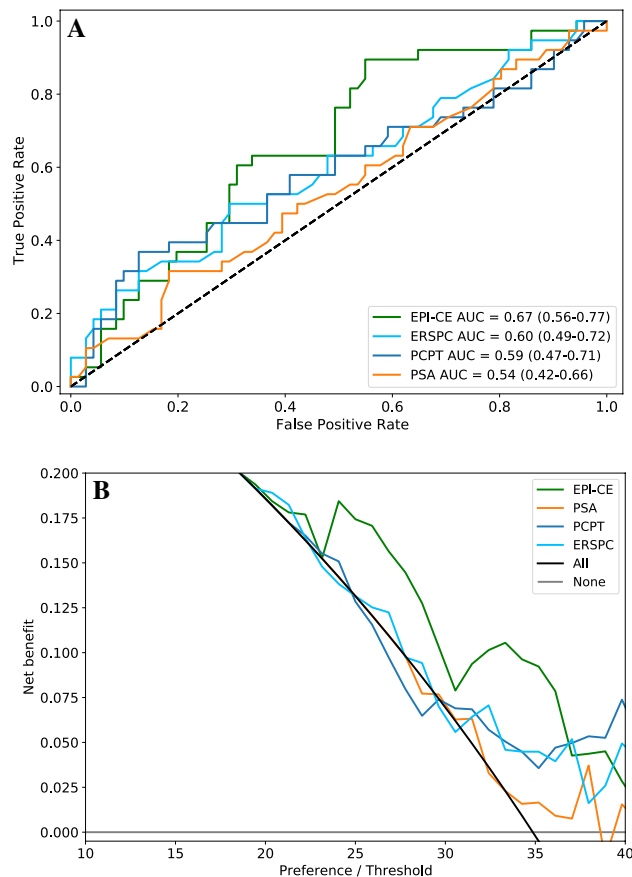 A
1.0
0.8
0.6
0.4
0.2
0.0
True Positive Rate
EPI-CE AUC = 0.67 (0.56-0.77)
ERSPC AUC = 0.60 (0.49-0.72)
PCPT AUC = 0.59 (0.47-0.71)
PSA AUC = 0.54 (0.42-0.66)
0.0 0.2 0.4 0.6 0.8 1.0
False Positive Rate
B
0.200
0.175
0.150
0.125
0.100
0.075
0.050
0.025
0.000
Net benefit
EPI-CE
PSA
PCPT
ERSPC
All
None
10 15 20 25 30 35 40
Preference / Threshold